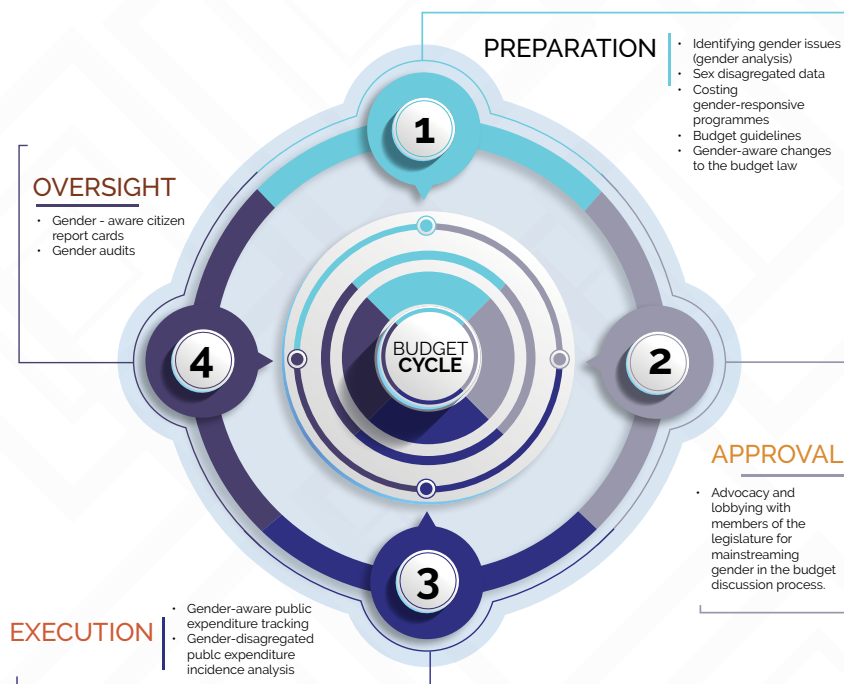 PREPARATION
• Identifying gender issues
(gender analysis)
• Sex disagregated data
• Costing
gender-responsive
programmes
• Budget guidelines
• Gender-aware changes
to the budget law
1
OVERSIGHT
• Gender - aware citizen
report cards
• Gender audits
4
BUDGET
CYCLE
2
APPROVAL
• Advocacy and
lobbying with
members of the
legislature for
mainstreaming
gender in the budget
discussion process.
3
EXECUTION
• Gender-aware public
expenditure tracking
• Gender-disagregated
publc expenditure
incidence analysis